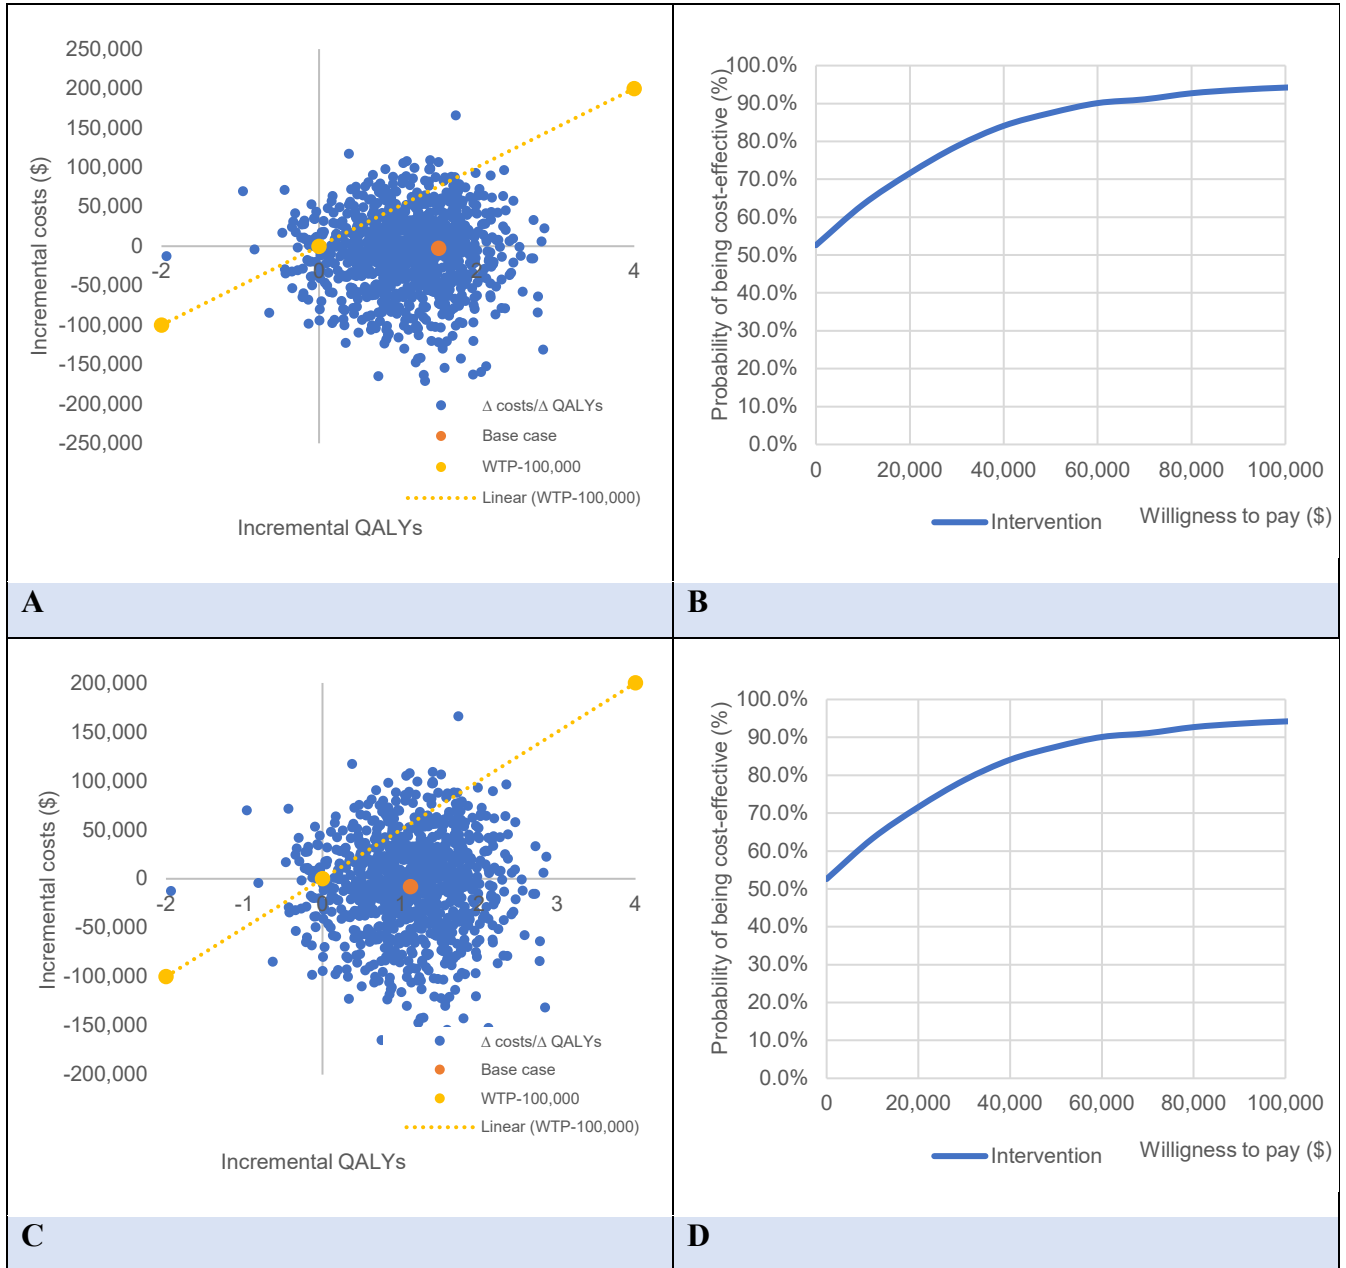 250,000
200,000
150,000
100,000
50,000
0
-50,000
-100,000
-150,000
-200,000
-250,000
Incremental costs ($)
-2 0 2 4
Δ costs/Δ QALYs
Base case
WTP-100,000
Linear (WTP-100,000)
Incremental QALYs
A
100.0%
90.0%
80.0%
70.0%
60.0%
50.0%
40.0%
30.0%
20.0%
10.0%
0.0%
Probability of being cost-effective (%)
0 20,000 40,000 60,000 80,000 100,000
Intervention
Willigness to pay ($)
B
200,000
150,000
100,000
50,000
0
-50,000
-100,000
-150,000
-200,000
Incremental costs ($)
-2 -1 0 1 2 3 4
Δ costs/Δ QALYs
Base case
WTP-100,000
Linear (WTP-100,000)
Incremental QALYs
C
100.0%
90.0%
80.0%
70.0%
60.0%
50.0%
40.0%
30.0%
20.0%
10.0%
0.0%
Probability of being cost-effective (%)
0 20,000 40,000 60,000 80,000 100,000
Intervention
Willigness to pay ($)
D